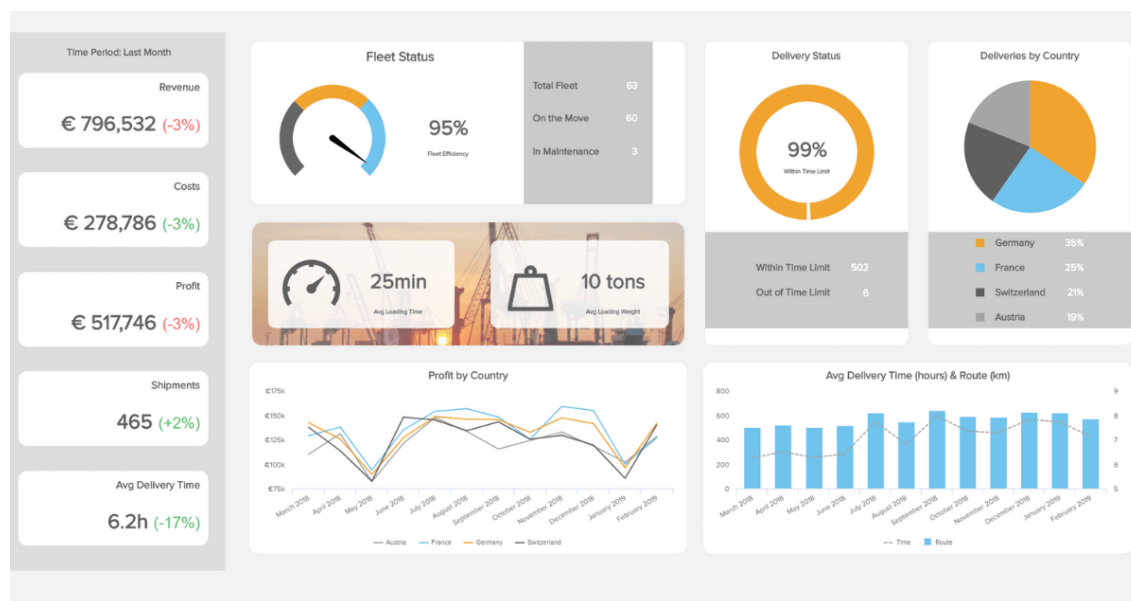 Time Period: Last Month
Revenue
€ 796,532 (-3%)
Costs
€ 278,786 (-3%)
Profit
€ 517,746 (-3%)
Shipments
465 (+2%)
Avg Delivery Time
6.2h (-17%)
Fleet Status
95%
Fleet Efficiency
Total Fleet 63
On the Move 60
In Maintenance 3
25min
Avg Loading Time
10 tons
Avg Loading Weight
Delivery Status
99%
Within Time Limit
Within Time Limit 502
Out of Time Limit 6
Deliveries by Country
Germany 35%
France 25%
Switzerland 21%
Austria 19%
Profit by Country
€175k
€150k
€125k
€100k
€75k
March 2018 April 2018 May 2018 June 2018 July 2018 August 2018 September 2018 October 2018 November 2018 December 2018 January 2019 February 2019
Austria France Germany Switzerland
Avg Delivery Time (hours) & Route (km)
800 9
600 8
400 7
200 6
0 5
March 2018 April 2018 May 2018 June 2018 July 2018 August 2018 September 2018 October 2018 November 2018 December 2018 January 2019 February 2019
Time Route